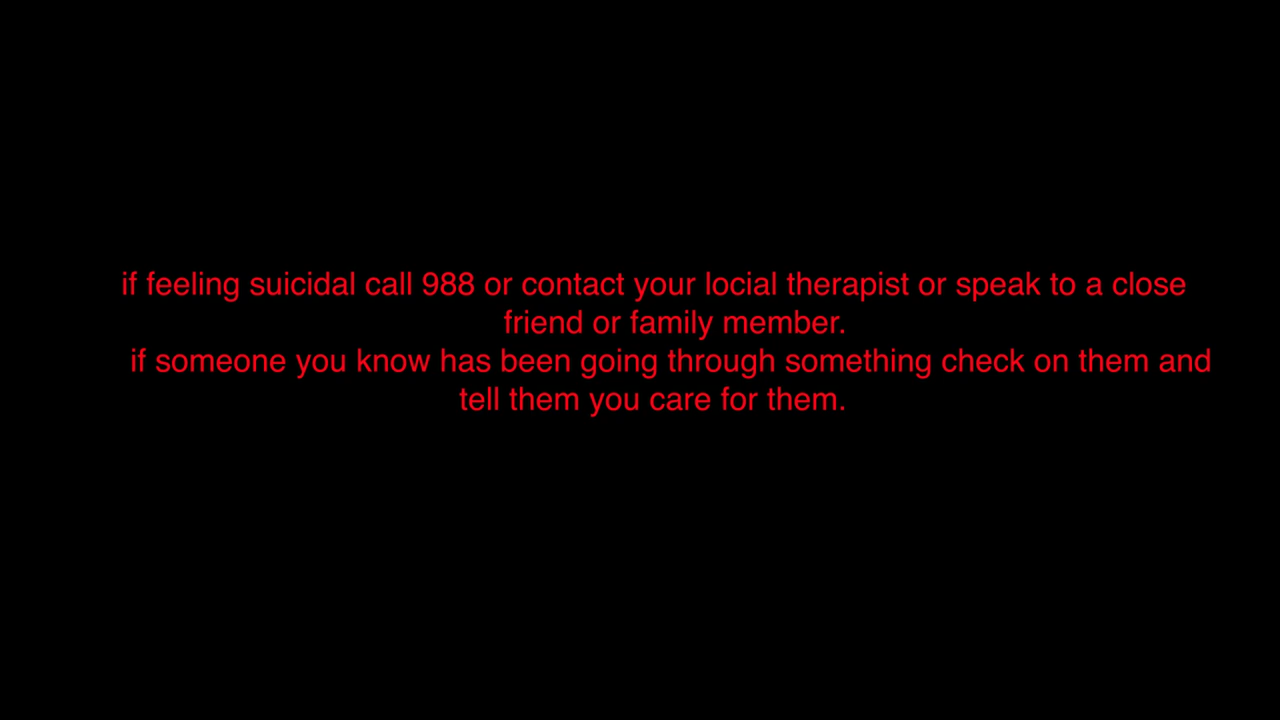 if feeling suicidal call 988 or contact your locial therapist or speak to a close
friend or family member.
if someone you know has been going through something check on them and
tell them you care for them.